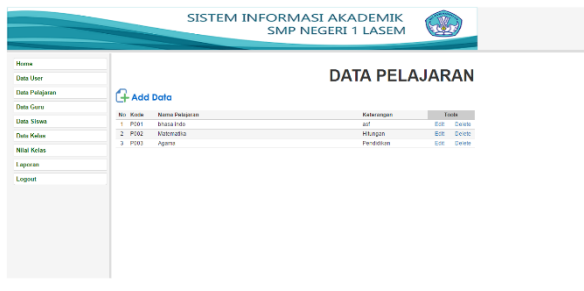 SISTEM INFORMASI AKADEMIK
SMP NEGERI 1 LASEM
Home
Data User
Data Pelajaran
Data Guru
Data Siswa
Data Kelas
Nilai Kelas
Laporan
Logout
DATA PELAJARAN
Add Data
No Kode Nama Pelajaran Keterangan Tools
1 P001 bhasa indo asf Edit Delete
2 P002 Matematika Hitungan Edit Delete
3 P003 Agama Pendidikan Edit Delete